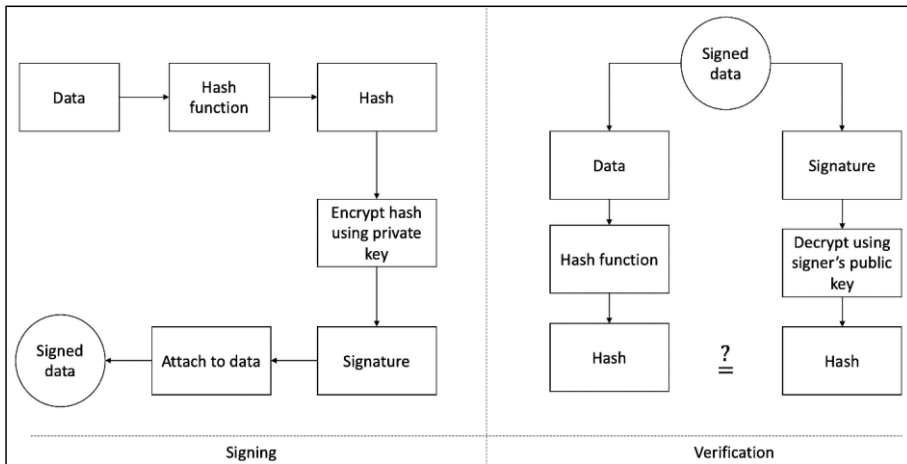 Data
Hash
function
Hash
Encrypt hash
using private
key
Signature
Attach to data
Signed
data
Signing
Signed
data
Data
Signature
Hash function
Decrypt using
signer's public
key
Hash
?
=
Hash
Verification